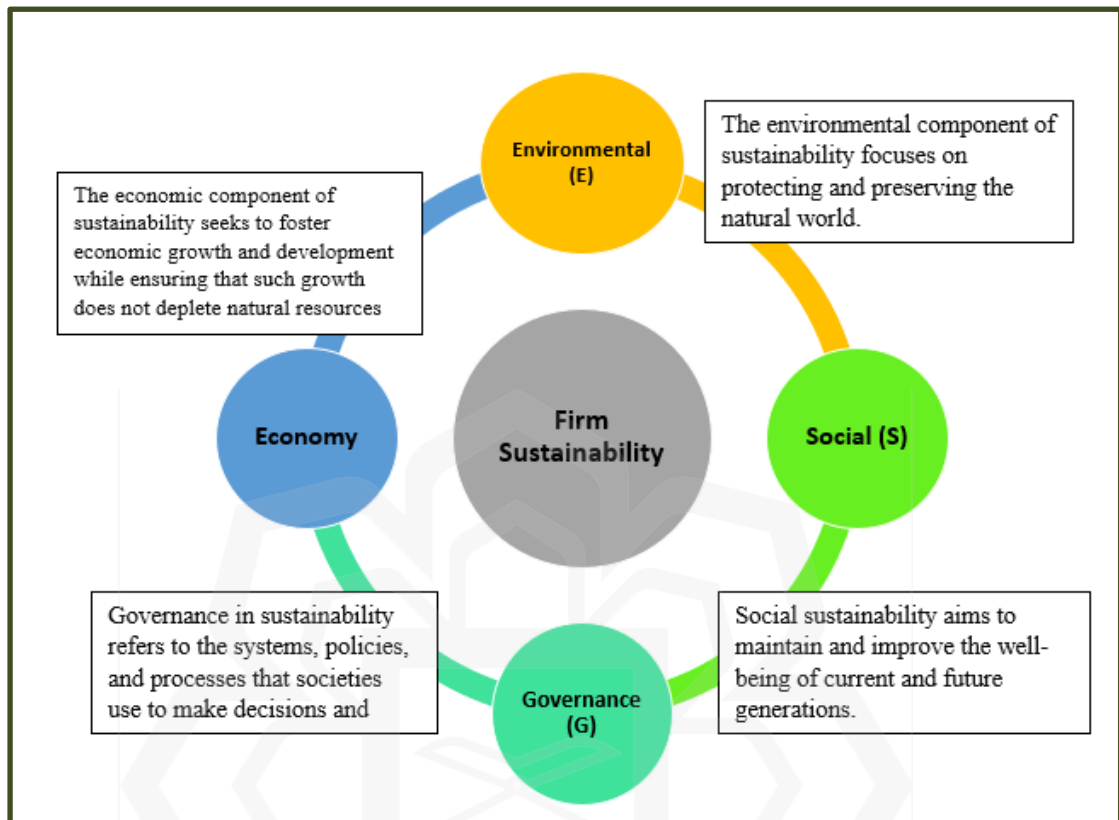 Environmental
(E)
The environmental component of
sustainability focuses on
protecting and preserving the
natural world.
The economic component of
sustainability seeks to foster
economic growth and development
while ensuring that such growth
does not deplete natural resources
Firm
Sustainability
Economy
Social (S)
Governance in sustainability
refers to the systems, policies,
and processes that societies
use to make decisions and
Governance
(G)
Social sustainability aims to
maintain and improve the well-
being of current and future
generations.